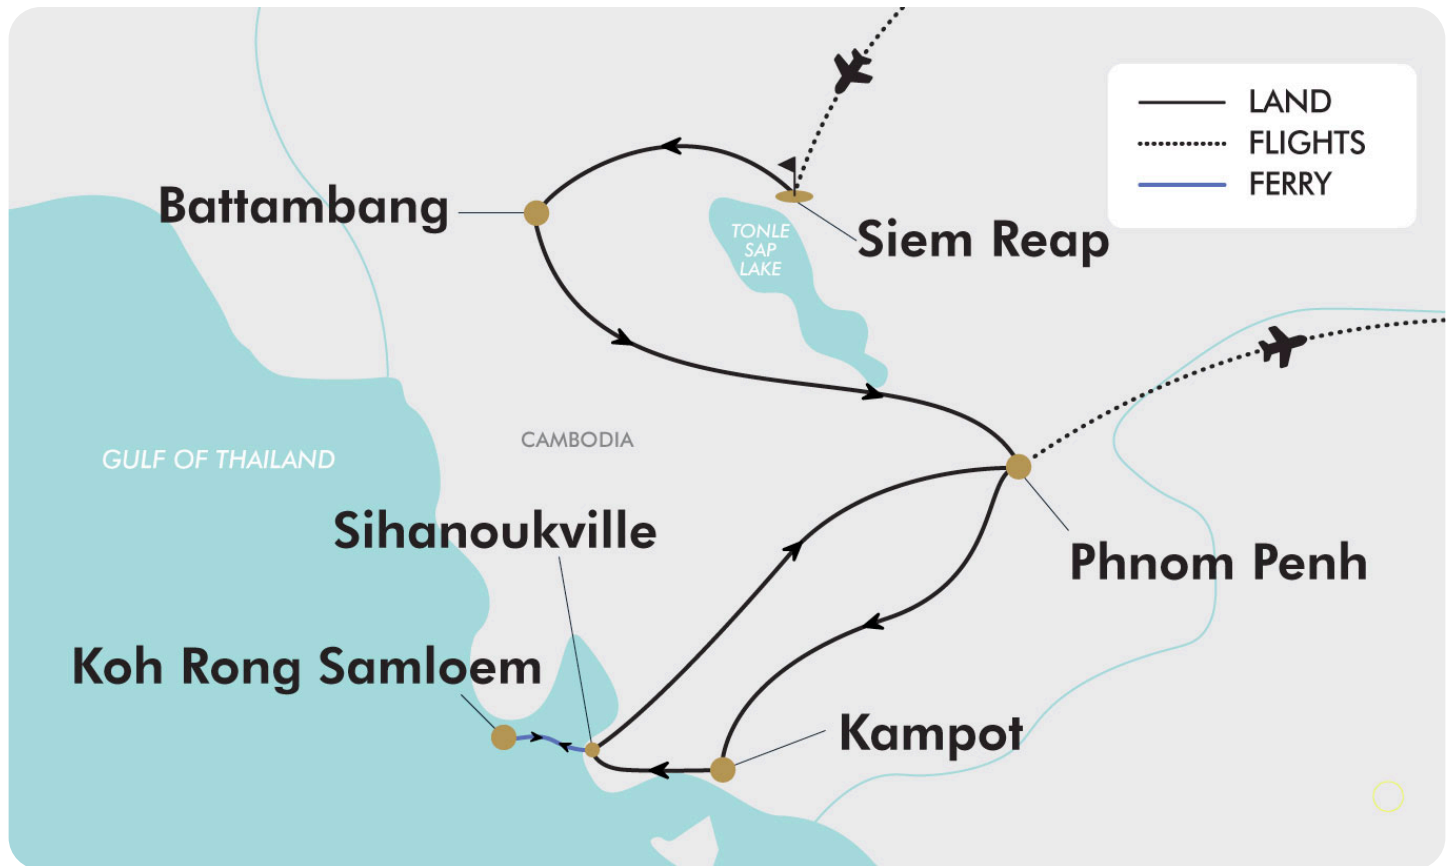 LAND
FLIGHTS
FERRY
Battambang
Siem Reap
TONLE
SAP
LAKE
CAMBODIA
GULF OF THAILAND
Sihanoukville
Phnom Penh
Koh Rong Samloem
Kampot